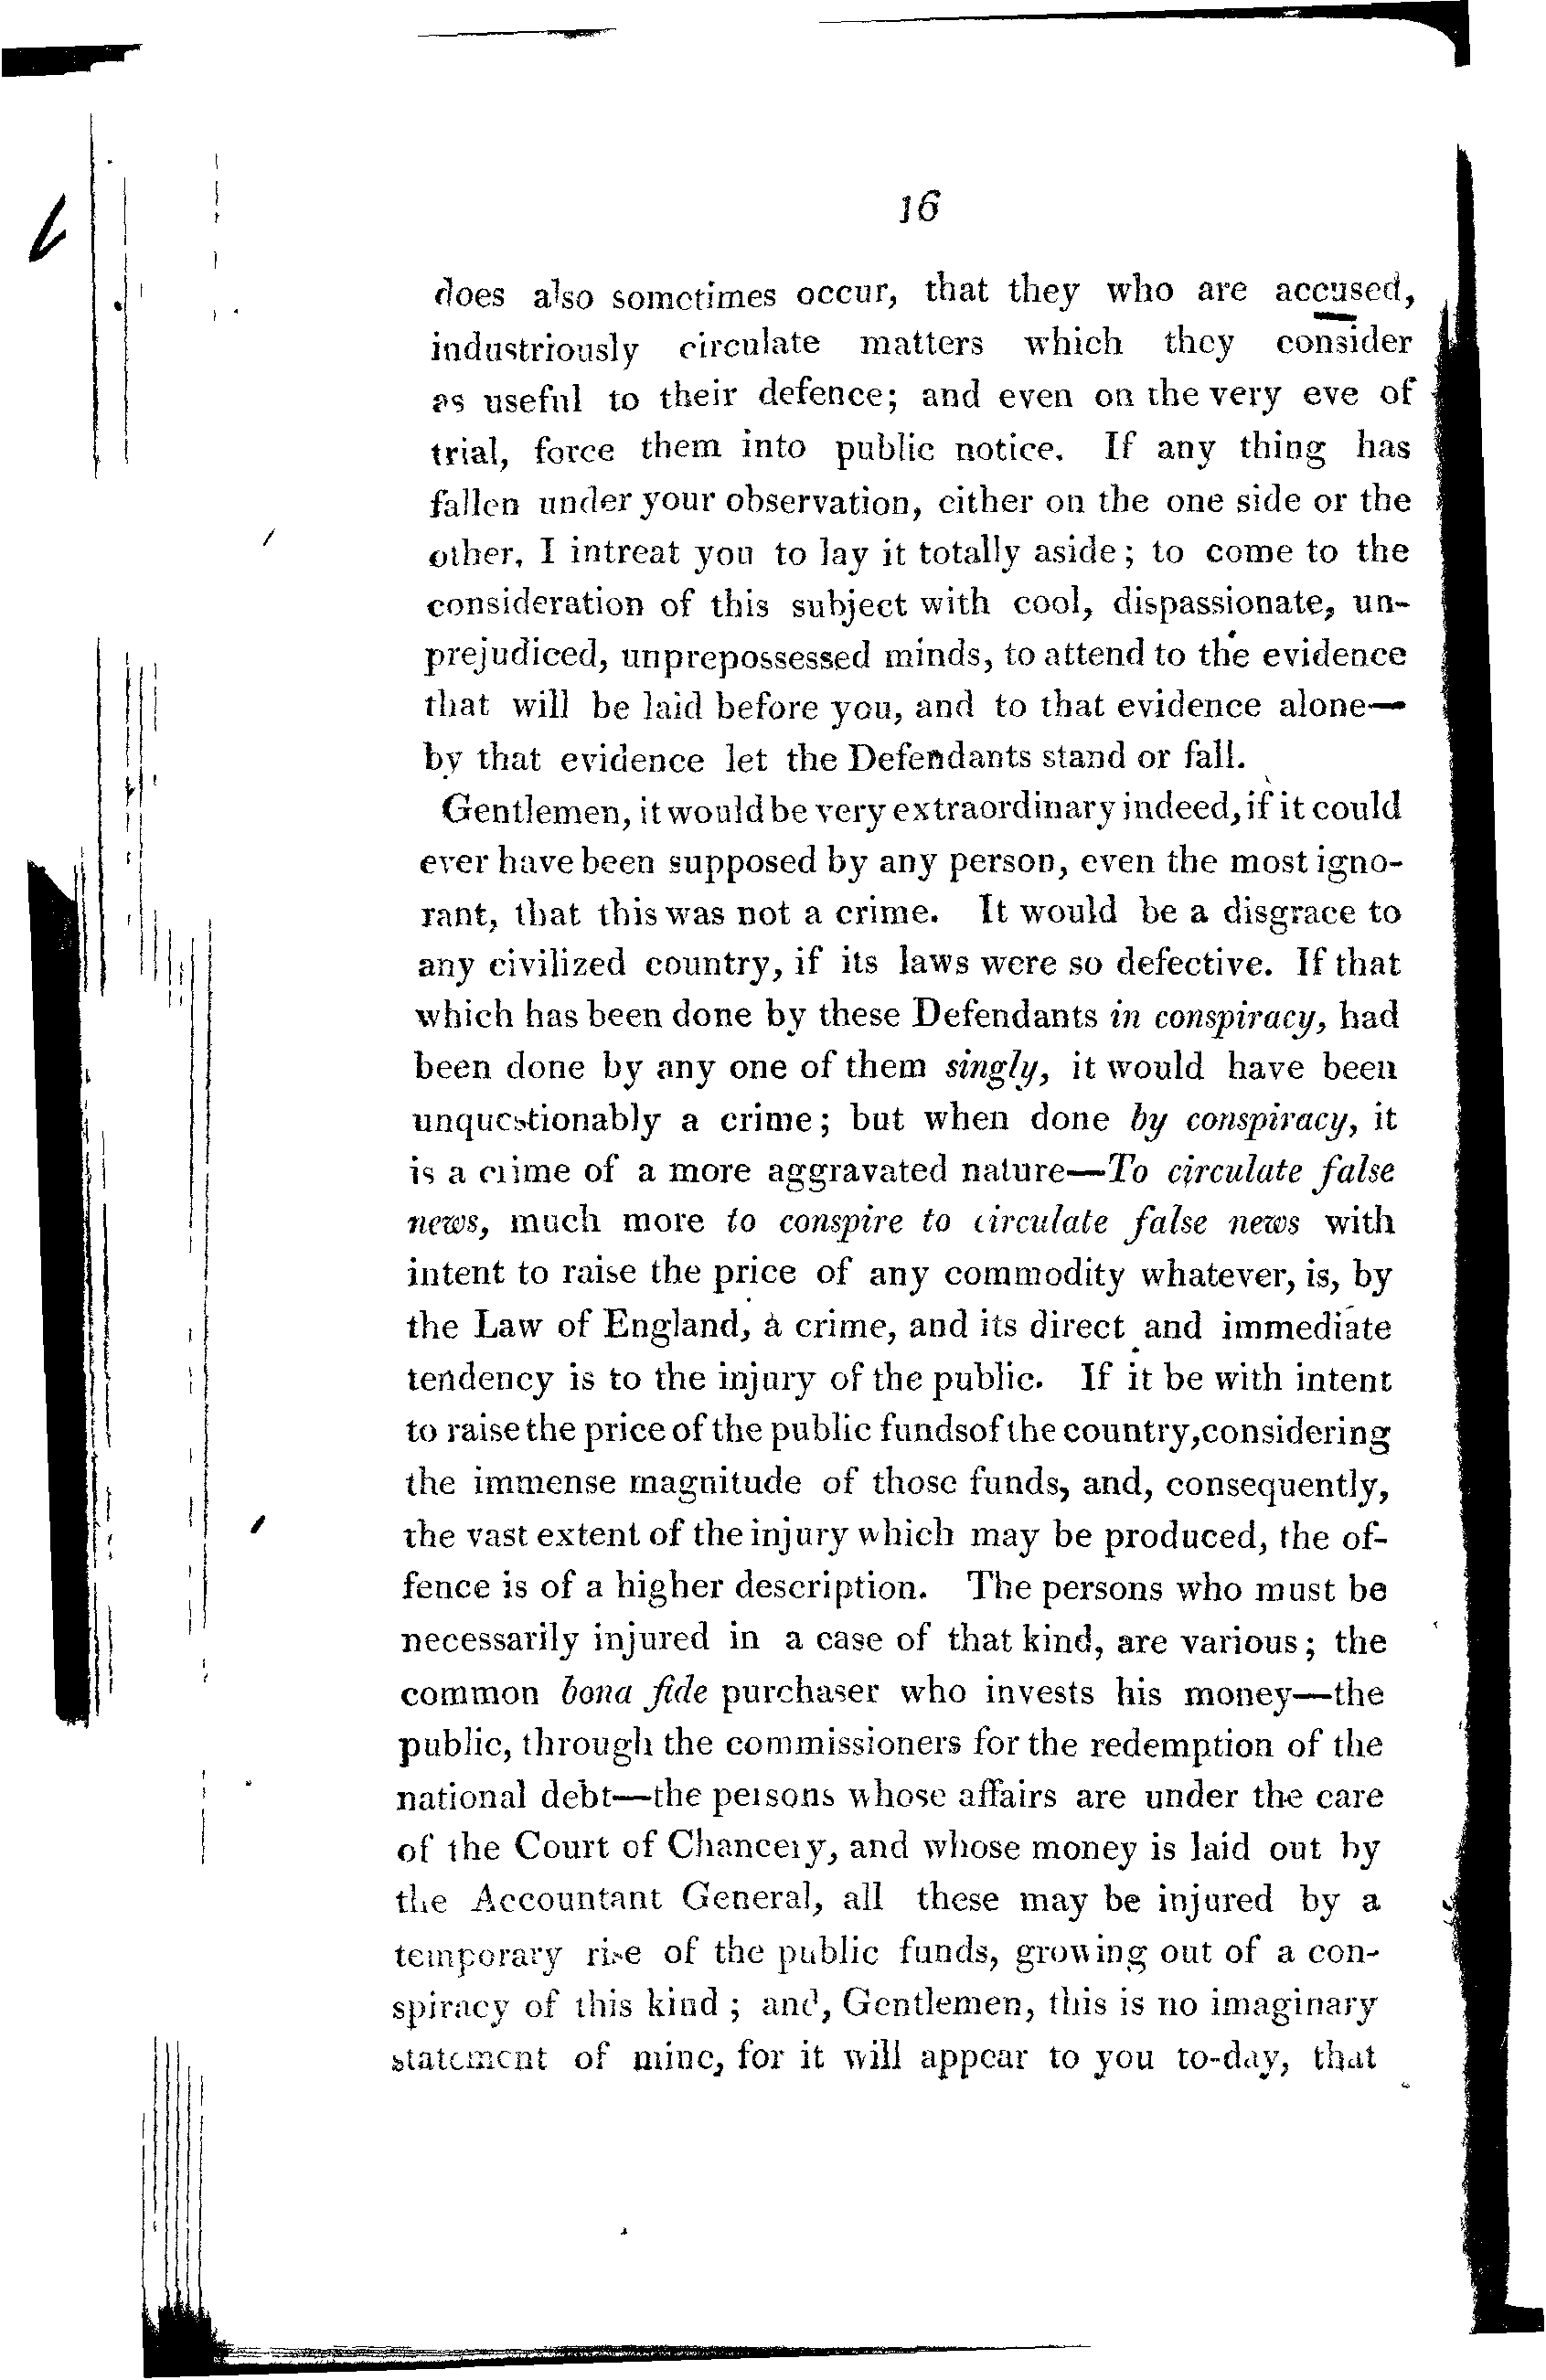 16
does also sometimes occur, that they who are accused,
industriously circulate matters which they consider
as useful to their defence; and even on the very eve of
trial, force them into public notice. If any thing has
fallen under your observation, either on the one side or the
other, I intreat you to lay it totally aside; to come to the
consideration of this subject with cool, dispassionate, un-
prejudiced, unprepossessed minds, to attend to the evidence
that will be laid before you, and to that evidence alone—
by that evidence let the Defendants stand or fall.
Gentlemen, it would be very extraordinary indeed, if it could
ever have been supposed by any person, even the most igno-
rant, that this was not a crime. It would be a disgrace to
any civilized country, if its laws were so defective. If that
which has been done by these Defendants in conspiracy, had
been done by any one of them singly, it would have been
unquestionably a crime; but when done by conspiracy, it
is a crime of a more aggravated nature—To circulate false
news, much more to conspire to circulate false news with
intent to raise the price of any commodity whatever, is, by
the Law of England, a crime, and its direct and immediate
tendency is to the injury of the public. If it be with intent
to raise the price of the public funds of the country, considering
the immense magnitude of those funds, and, consequently,
the vast extent of the injury which may be produced, the of-
fence is of a higher description. The persons who must be
necessarily injured in a case of that kind, are various; the
common bona fide purchaser who invests his money—the
public, through the commissioners for the redemption of the
national debt—the persons whose affairs are under the care
of the Court of Chancery, and whose money is laid out by
the Accountant General, all these may be injured by a
temporary rise of the public funds, growing out of a con-
spiracy of this kind; and, Gentlemen, this is no imaginary
statement of mine, for it will appear to you to-day, that